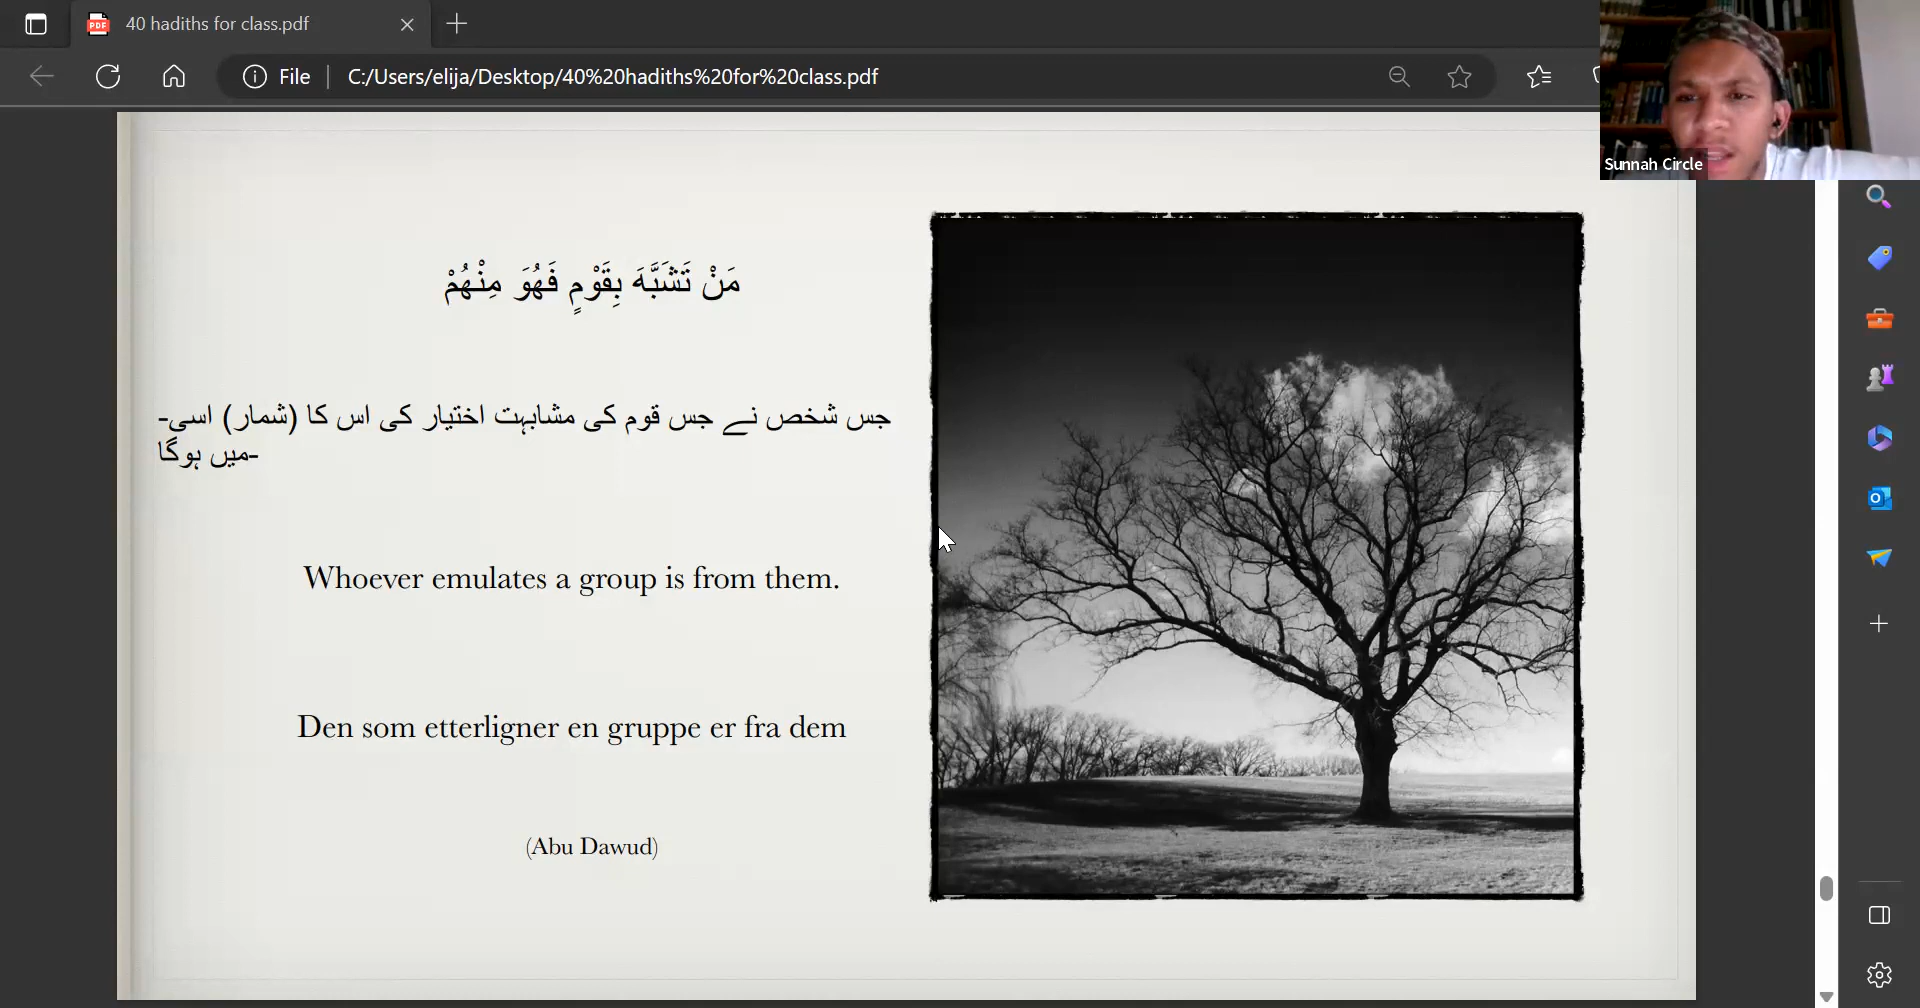 40 hadiths for class.pdf
File
C:/Users/elija/Desktop/40%20hadiths%20for%20class.pdf
Sunnah Circle
مَنْ تَشَبَّهَ بِقَوْمٍ فَهُوَ مِنْهُمْ
جس شخص نے جس قوم کی مشابہت اختیار کی اس کا (شمار) اسی-
میں ہوگا-
Whoever emulates a group is from them.
Den som etterligner en gruppe er fra dem
(Abu Dawud)